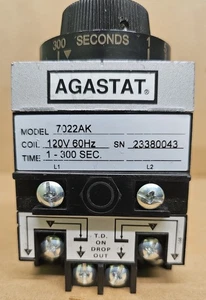 300 SECONDS 1
AGASTAT®
MODEL 7022AK
COIL 120V 60Hz SN 23380043
TIME 1 - 300 SEC.
L1 L2
T.D.
ON
DROP
OUT